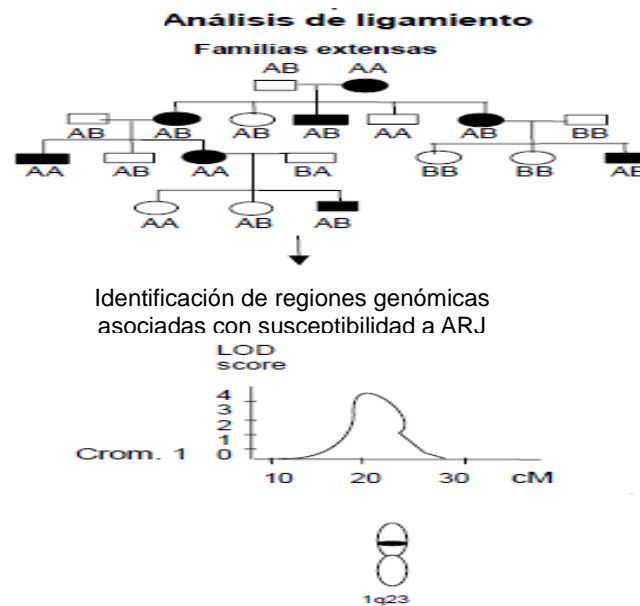 Análisis de ligamiento
Familias extensas
AB AA
AB AB AB AB AA AB BB
AA AB AA BA BB BB AB
AA AB AB
Identificación de regiones genómicas
asociadas con susceptibilidad a ARJ
LOD
score
4
3
2
1
Crom. 1 0
10 20 30 cM
1q23